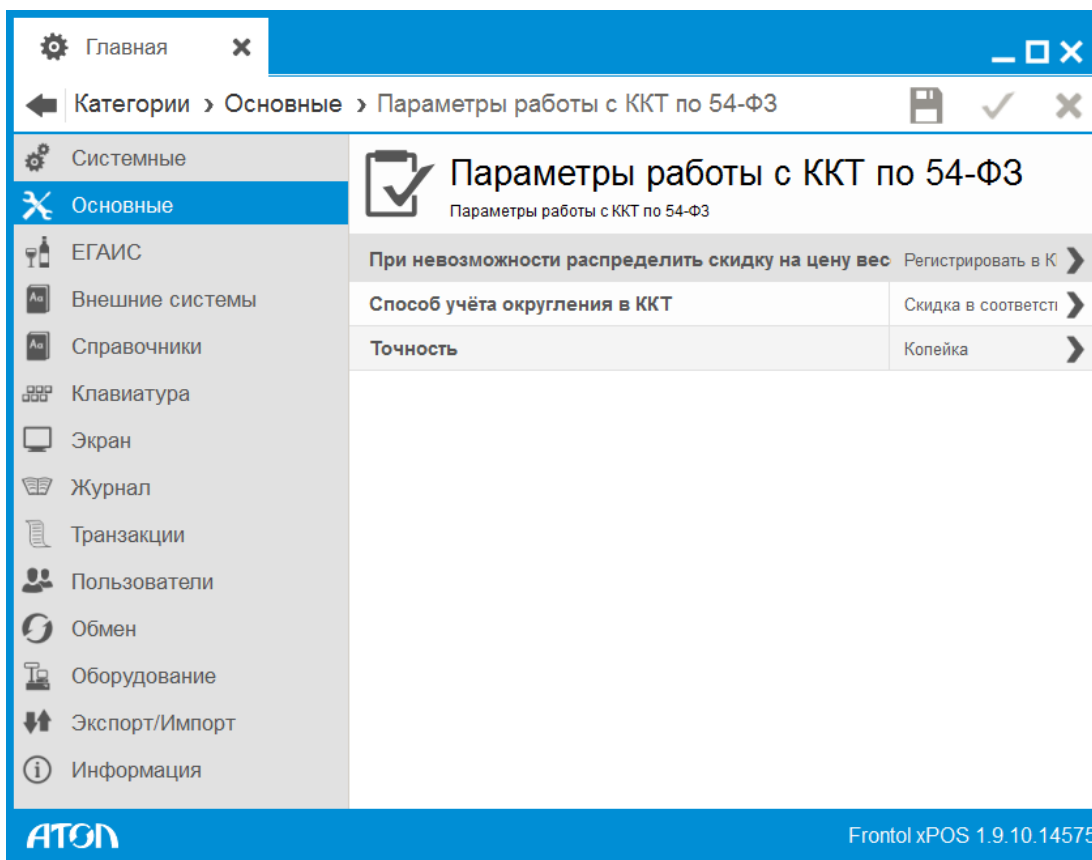 Главная
Категории › Основные › Параметры работы с ККТ по 54-ФЗ
Системные
Основные
ЕГАИС
Внешние системы
Справочники
Клавиатура
Экран
Журнал
Транзакции
Пользователи
Обмен
Оборудование
Экспорт/Импорт
Информация
Параметры работы с ККТ по 54-ФЗ
Параметры работы с ККТ по 54-ФЗ
При невозможности распределить скидку на цену вес Регистрировать в К
Способ учёта округления в ККТ Скидка в соответст
Точность Копейка
АТОЛ
Frontol xPOS 1.9.10.14575